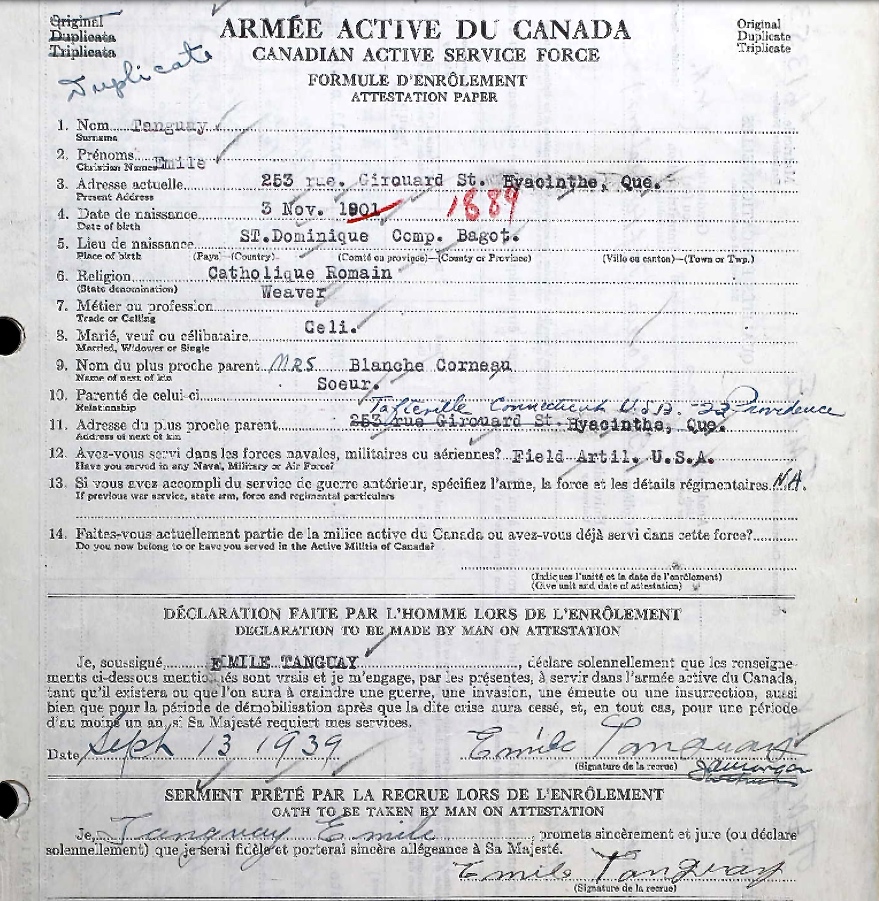 Original
Duplicata
Triplicata
Duplicate
ARMÉE ACTIVE DU CANADA
CANADIAN ACTIVE SERVICE FORCE
FORMULE D'ENRÔLEMENT
ATTESTATION PAPER
Original
Duplicate
Triplicate
1. Nom Tanguay
Surname
2. Prénoms Emile
Christian Names
3. Adresse actuelle 253 rue. Girouard St. Hyacinthe, Que.
Present Address
4. Date de naissance 3 Nov. 1901 1889
Date of birth
5. Lieu de naissance ST.Dominique Comp. Bagot.
Place of birth (Pays)—(Country) (Comté ou province)—(County or Province) (Ville ou canton)—(Town or Twp.)
6. Religion Catholique Romain
(State denomination)
Weaver
7. Métier ou profession
Trade or Calling
Celi.
8. Marié, veuf ou célibataire
Married, Widower or Single
9. Nom du plus proche parent MRS Blanche Corneau
Name of next of kin
Soeur.
10. Parenté de celui-ci
Relationship
Tafieville Connecticut U.S.A. - 22 Providence
11. Adresse du plus proche parent 253 rue Girouard St. Hyacinthe, Que.
Address of next of kin
12. Avez-vous servi dans les forces navales, militaires ou aériennes? Field Artil. U.S.A.
Have you served in any Naval, Military or Air Force?
13. Si vous avez accompli du service de guerre antérieur, spécifiez l'arme, la force et les détails régimentaires N.A.
If previous war service, state arm, force and regimental particulars
14. Faites-vous actuellement partie de la milice active du Canada ou avez-vous déjà servi dans cette force?
Do you now belong to or have you served in the Active Militia of Canada?
(Indiquez l'unité et la date de l'enrôlement)
(Give unit and date of attestation)
DÉCLARATION FAITE PAR L'HOMME LORS DE L'ENRÔLEMENT
DECLARATION TO BE MADE BY MAN ON ATTESTATION
Je, soussigné, EMILE TANGUAY, déclare solennellement que les renseigne-
ments ci-dessous mentionnés sont vrais et je m'engage, par les présentes, à servir dans l'armée active du Canada,
tant qu'il existera ou que l'on aura à craindre une guerre, une invasion, une émeute ou une insurrection, aussi
bien que pour la période de démobilisation après que la dite crise aura cessé, et, en tout cas, pour une période
d'au moins un an, si Sa Majesté requiert mes services.
Date Sept 13 1939 Emile Tanguay
(Signature de la recrue)
SERMENT PRÊTÉ PAR LA RECRUE LORS DE L'ENRÔLEMENT
OATH TO BE TAKEN BY MAN ON ATTESTATION
Je, Tanguay Emile, promets sincèrement et jure (ou déclare
solennellement) que je serai fidèle et porterai sincère allégeance à Sa Majesté.
Emile Tanguay
(Signature de la recrue)